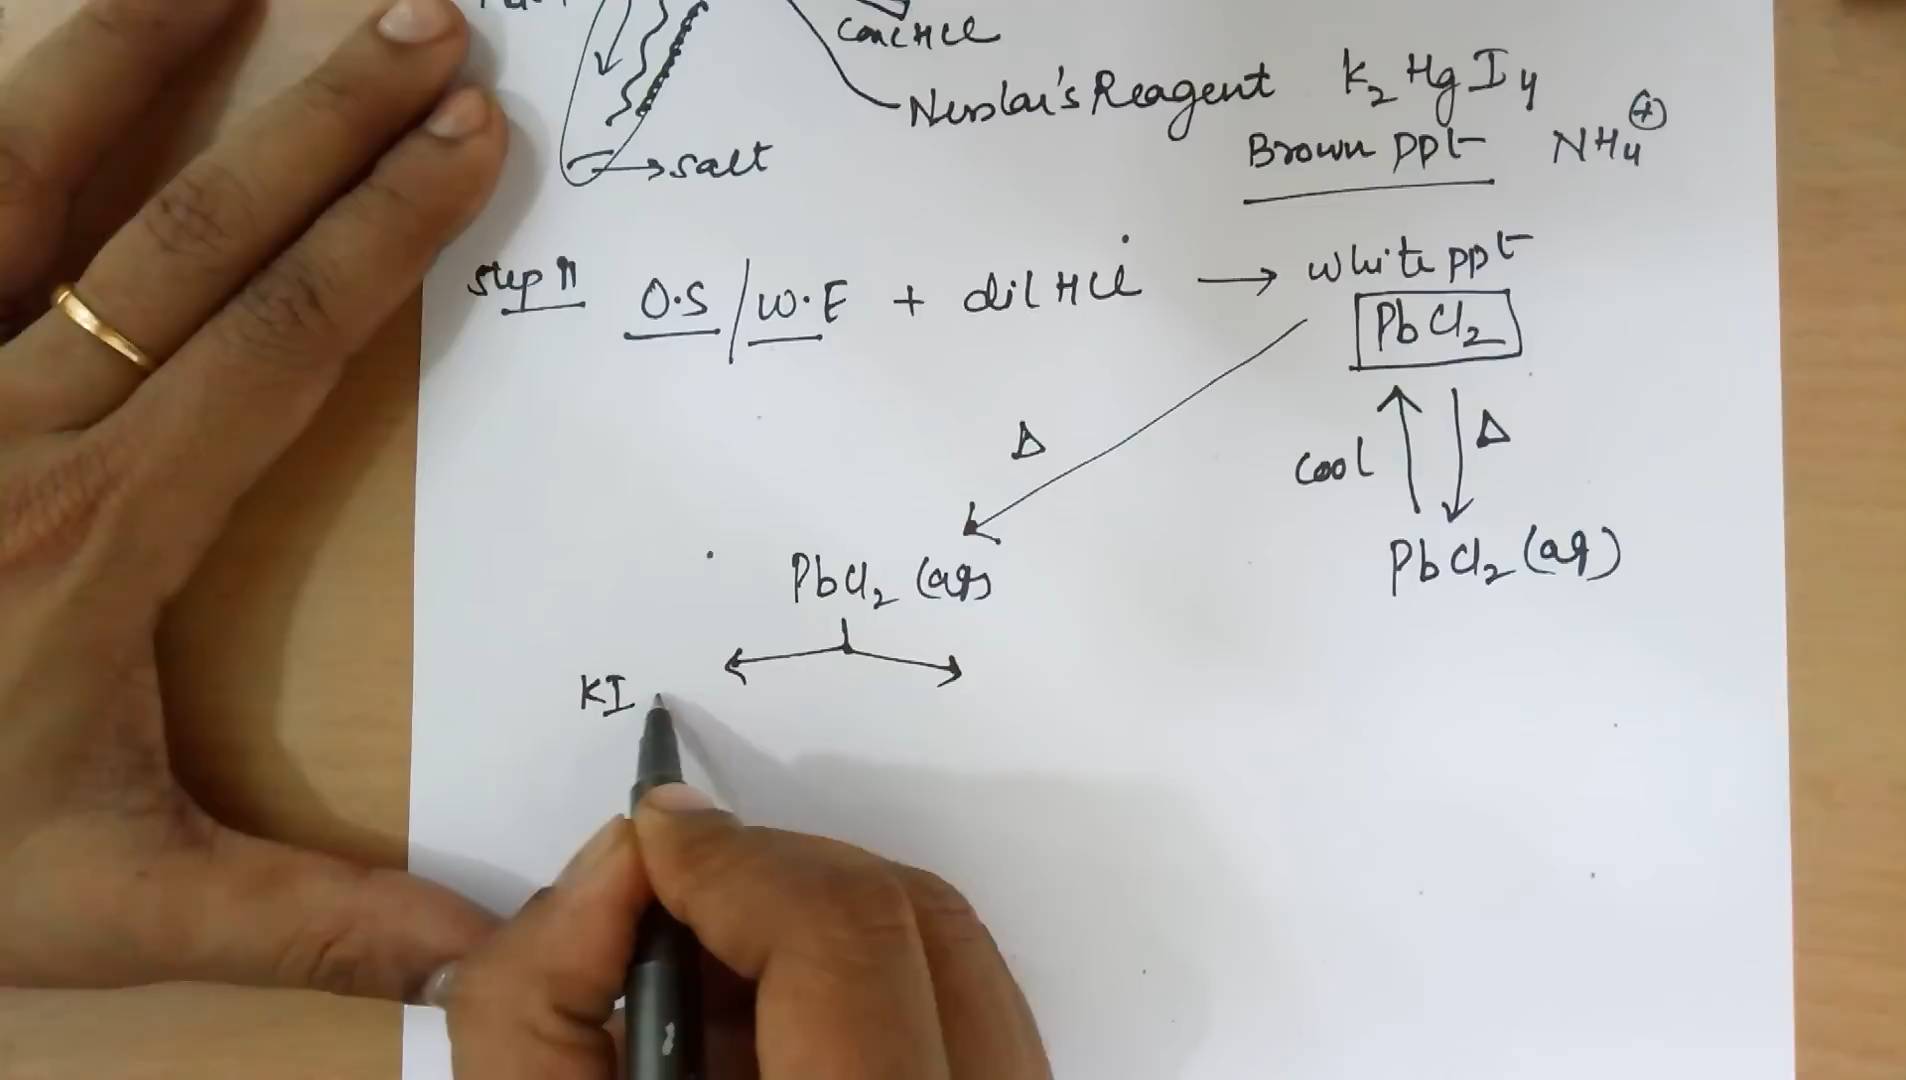 Conc HCl
Nessler's Reagent K2HgI4
Brown ppt NH4+
salt
Step II O.S/W.E + dil HCl → White ppt
PbCl2
Δ
cool Δ
PbCl2 (aq)
PbCl2 (aq)
KI